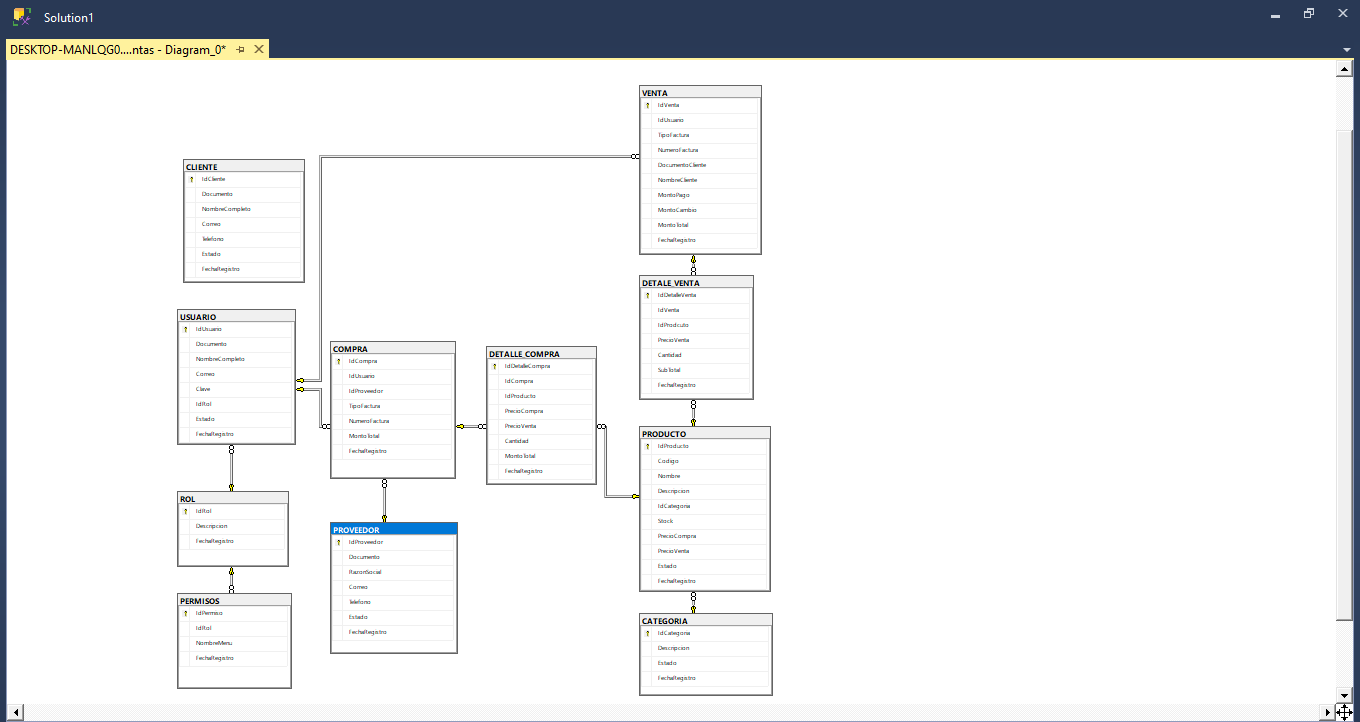 Solution1
DESKTOP-MANLQG0....ntas - Diagram_0*
VENTA
IdVenta
IdUsuario
TipoFactura
NumeroFactura
DocumentoCliente
NombreCliente
MontoPago
MontoCambio
MontoTotal
FechaRegistro
CLIENTE
IdCliente
Documento
NombreCompleto
Correo
Telefono
Estado
FechaRegistro
DETALE_VENTA
IdDetalleVenta
IdVenta
IdProdcuto
PrecioVenta
Cantidad
SubTotal
FechaRegistro
USUARIO
IdUsuario
Documento
NombreCompleto
Correo
Clave
IdRol
Estado
FechaRegistro
COMPRA
IdCompra
IdUsuario
IdProveedor
TipoFactura
NumeroFactura
MontoTotal
FechaRegistro
DETALLE_COMPRA
IdDetalleCompra
IdCompra
IdProducto
PrecioCompra
PrecioVenta
Cantidad
MontoTotal
FechaRegistro
PRODUCTO
IdProducto
Codigo
Nombre
Descripcion
IdCategoria
Stock
PrecioCompra
PrecioVenta
Estado
FechaRegistro
ROL
IdRol
Descripcion
FechaRegistro
PROVEEDOR
IdProveedor
Documento
RazonSocial
Correo
Telefono
Estado
FechaRegistro
PERMISOS
IdPermiso
IdRol
NombreMenu
FechaRegistro
CATEGORIA
IdCategoria
Descripcion
Estado
FechaRegistro